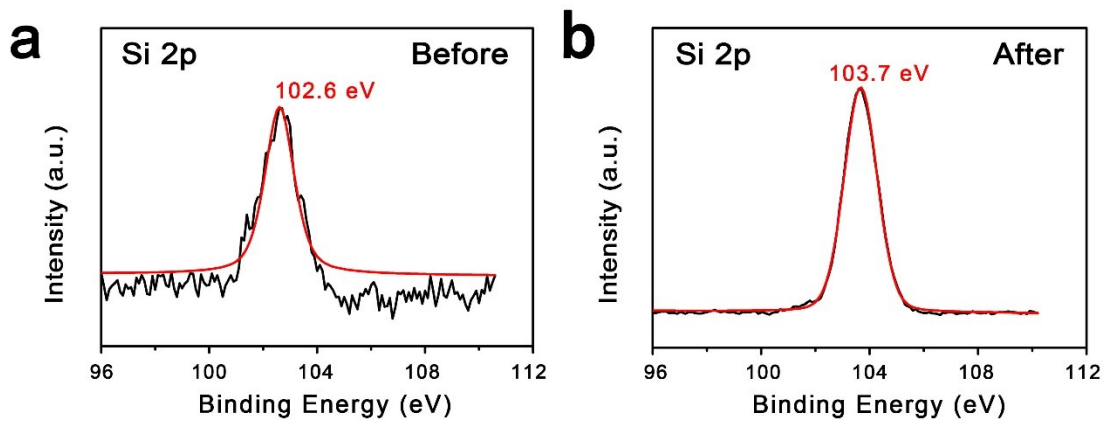 a
Si 2p Before
102.6 eV
Intensity (a.u.)
96 100 104 108 112
Binding Energy (eV)
b
Si 2p After
103.7 eV
Intensity (a.u.)
96 100 104 108 112
Binding Energy (eV)